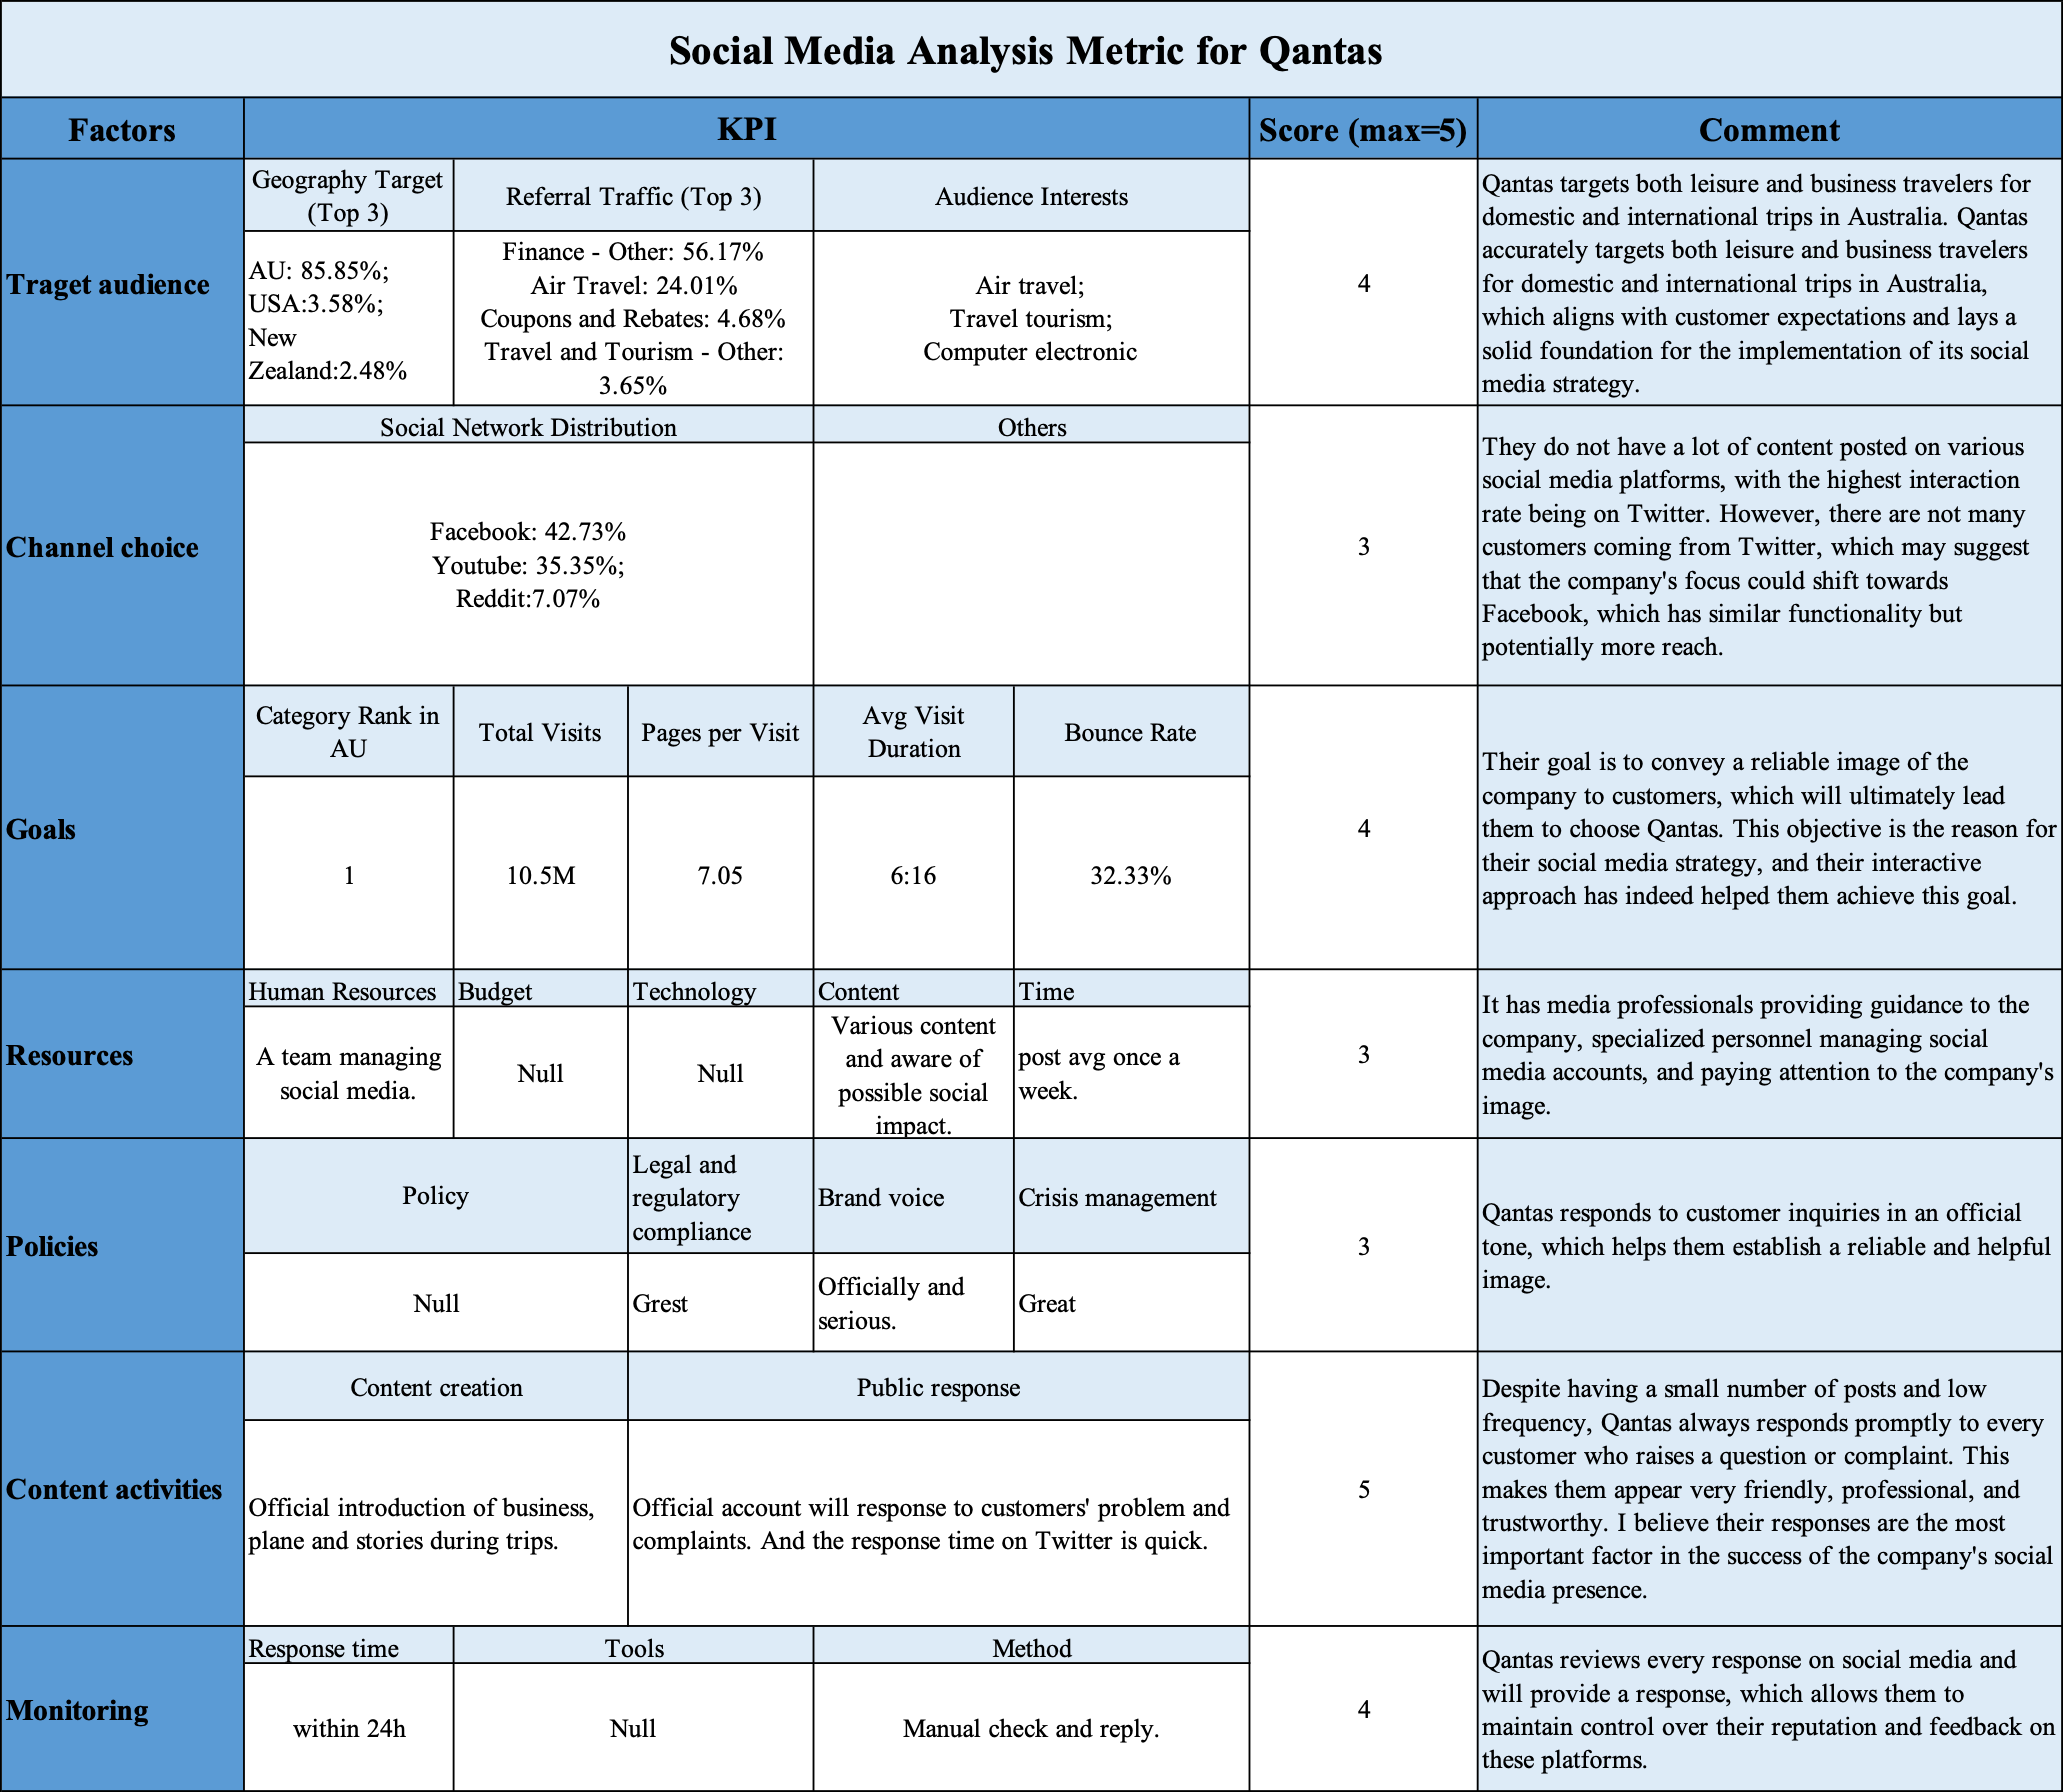 Social Media Analysis Metric for Qantas
Factors
KPI
Score (max=5)
Comment
Traget audience
Geography Target
(Top 3)
Referral Traffic (Top 3)
Audience Interests
AU: 85.85%;
USA:3.58%;
New
Zealand:2.48%
Finance - Other: 56.17%
Air Travel: 24.01%
Coupons and Rebates: 4.68%
Travel and Tourism - Other:
3.65%
Air travel;
Travel tourism;
Computer electronic
4
Qantas targets both leisure and business travelers for
domestic and international trips in Australia. Qantas
accurately targets both leisure and business travelers
for domestic and international trips in Australia,
which aligns with customer expectations and lays a
solid foundation for the implementation of its social
media strategy.
Channel choice
Social Network Distribution
Others
Facebook: 42.73%
Youtube: 35.35%;
Reddit:7.07%
3
They do not have a lot of content posted on various
social media platforms, with the highest interaction
rate being on Twitter. However, there are not many
customers coming from Twitter, which may suggest
that the company's focus could shift towards
Facebook, which has similar functionality but
potentially more reach.
Goals
Category Rank in
AU
Total Visits
Pages per Visit
Avg Visit
Duration
Bounce Rate
1
10.5M
7.05
6:16
32.33%
4
Their goal is to convey a reliable image of the
company to customers, which will ultimately lead
them to choose Qantas. This objective is the reason for
their social media strategy, and their interactive
approach has indeed helped them achieve this goal.
Resources
Human Resources
Budget
Technology
Content
Time
A team managing
social media.
Null
Null
Various content
and aware of
possible social
impact.
post avg once a
week.
3
It has media professionals providing guidance to the
company, specialized personnel managing social
media accounts, and paying attention to the company's
image.
Policies
Policy
Legal and
regulatory
compliance
Brand voice
Crisis management
Null
Grest
Officially and
serious.
Great
3
Qantas responds to customer inquiries in an official
tone, which helps them establish a reliable and helpful
image.
Content activities
Content creation
Public response
Official introduction of business,
plane and stories during trips.
Official account will response to customers' problem and
complaints. And the response time on Twitter is quick.
5
Despite having a small number of posts and low
frequency, Qantas always responds promptly to every
customer who raises a question or complaint. This
makes them appear very friendly, professional, and
trustworthy. I believe their responses are the most
important factor in the success of the company's social
media presence.
Monitoring
Response time
Tools
Method
within 24h
Null
Manual check and reply.
4
Qantas reviews every response on social media and
will provide a response, which allows them to
maintain control over their reputation and feedback on
these platforms.